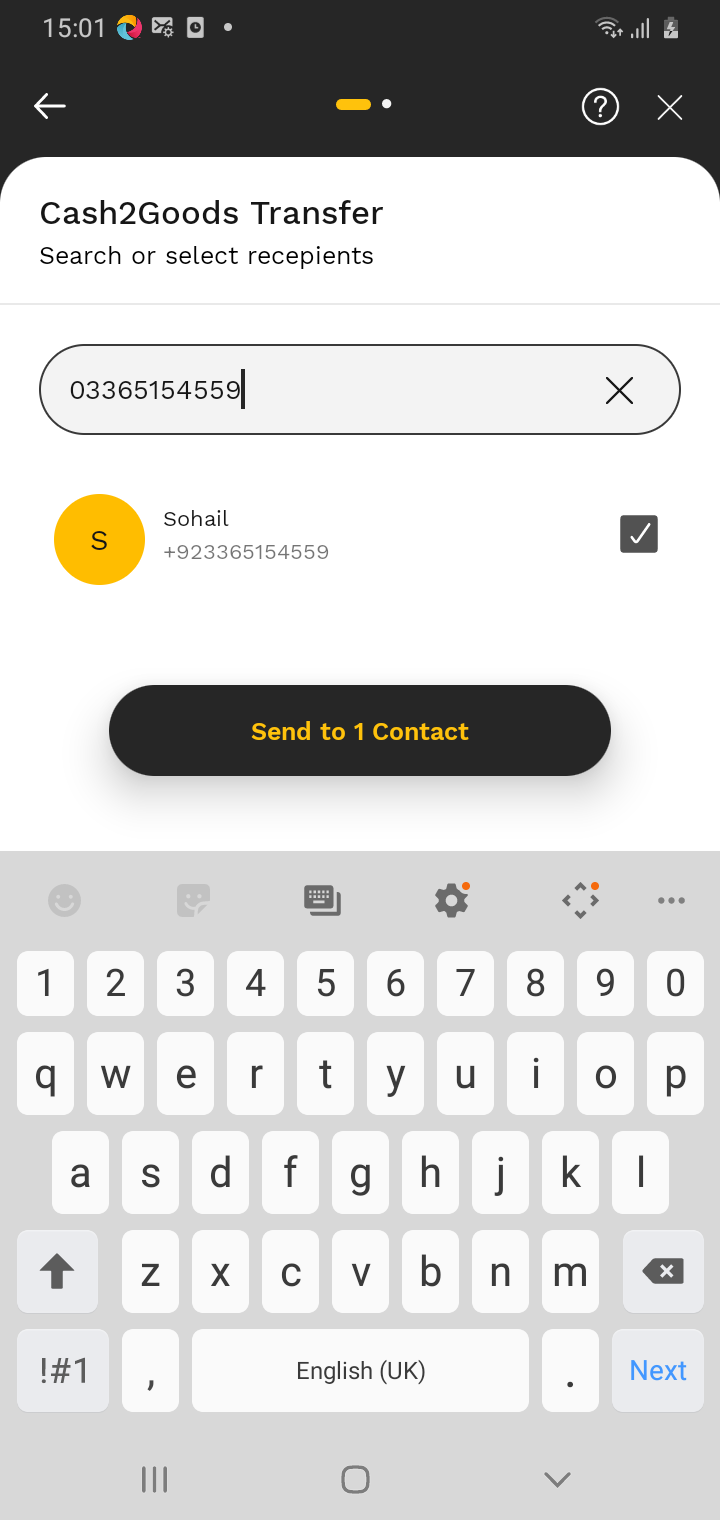 15:01
Cash2Goods Transfer
Search or select recepients
03365154559
S
Sohail
+923365154559
Send to 1 Contact
1 2 3 4 5 6 7 8 9 0
q w e r t y u i o p
a s d f g h j k l
z x c v b n m
!#1 , English (UK) . Next